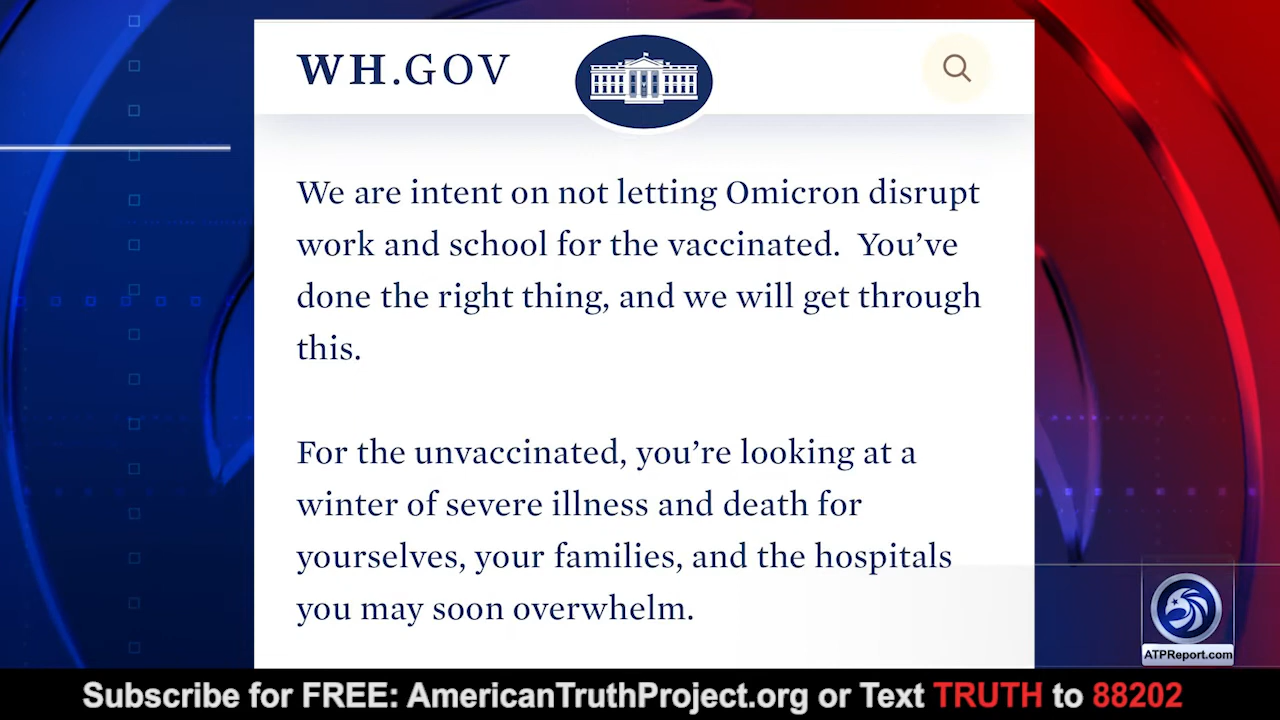 WH.GOV
We are intent on not letting Omicron disrupt
work and school for the vaccinated.  You’ve
done the right thing, and we will get through
this.
For the unvaccinated, you’re looking at a
winter of severe illness and death for
yourselves, your families, and the hospitals
you may soon overwhelm.
ATPReport.com
Subscribe for FREE: AmericanTruthProject.org or Text TRUTH to 88202